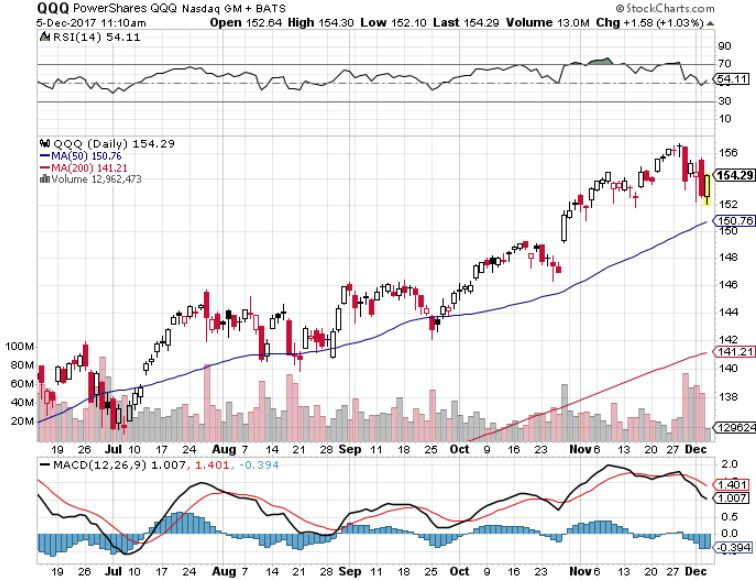 QQQ PowerShares QQQ Nasdaq GM + BATS © StockCharts.com
5-Dec-2017 11:10am Open 152.64 High 154.30 Low 152.10 Last 154.29 Volume 13.0M Chg +1.58 (+1.03%)
RSI(14) 54.11
90
70
54.11
30
10
QQQ (Daily) 154.29
MA(50) 150.76
MA(200) 141.21
Volume 12,962,473
156
154.29
152
150.76
150
148
146
144
142
141.21
140
138
129624
100M
80M
60M
40M
20M
19 26 Jul 10 17 24 Aug 7 14 21 28 Sep 11 18 25 Oct 9 16 23 Nov 6 13 20 27 Dec
MACD(12,26,9) 1.007, 1.401, -0.394
2.0
1.401
1.007
0.5
0.0
-0.394
19 26 Jul 10 17 24 Aug 7 14 21 28 Sep 11 18 25 Oct 9 16 23 Nov 6 13 20 27 Dec